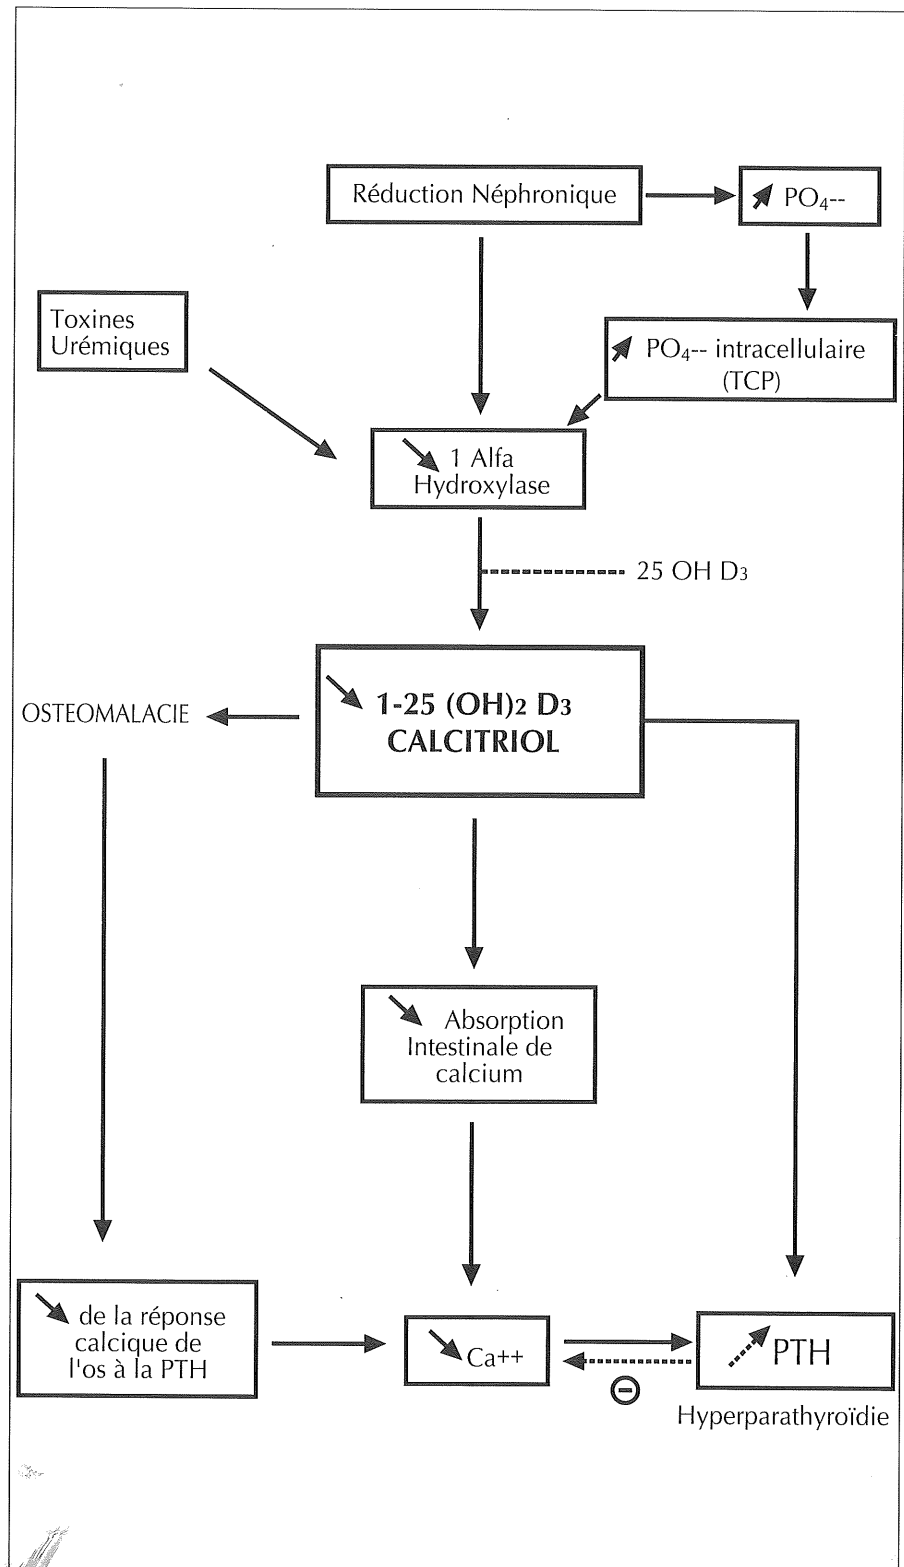 Réduction Néphronique
PO4--
Toxines
Urémiques
PO4-- intracellulaire
(TCP)
1 Alfa
Hydroxylase
25 OH D3
1-25 (OH)2 D3
CALCITRIOL
OSTEOMALACIE
Absorption
Intestinale de
calcium
de la réponse
calcique de
l'os à la PTH
Ca++
PTH
Hyperparathyroïdie